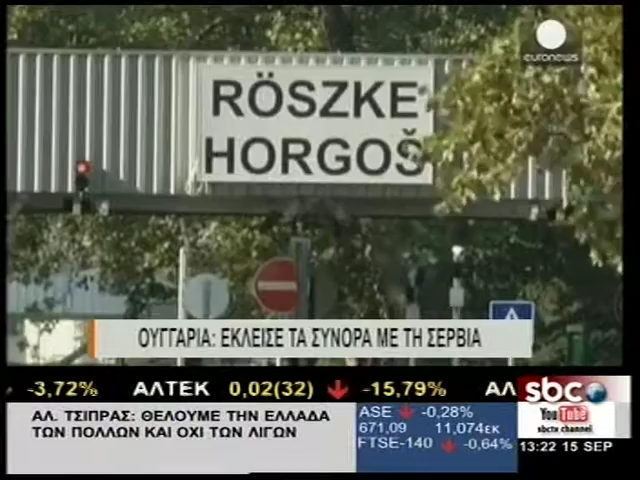 euronews
RÖSZKE
HORGOŠ
ΟΥΓΓΑΡΙΑ: ΕΚΛΕΙΣΕ ΤΑ ΣΥΝΟΡΑ ΜΕ ΤΗ ΣΕΡΒΙΑ
-3,72% ΑΛΤΕΚ 0,02(32) -15,79% ΑΛ
sbc
YouTube
sbctv channel
13:22 15 SEP
ΑΛ. ΤΣΙΠΡΑΣ: ΘΕΛΟΥΜΕ ΤΗΝ ΕΛΛΑΔΑ
ΤΩΝ ΠΟΛΛΩΝ ΚΑΙ ΟΧΙ ΤΩΝ ΛΙΓΩΝ
ASE -0,28%
671,09 11,074εκ
FTSE-140 -0,64%